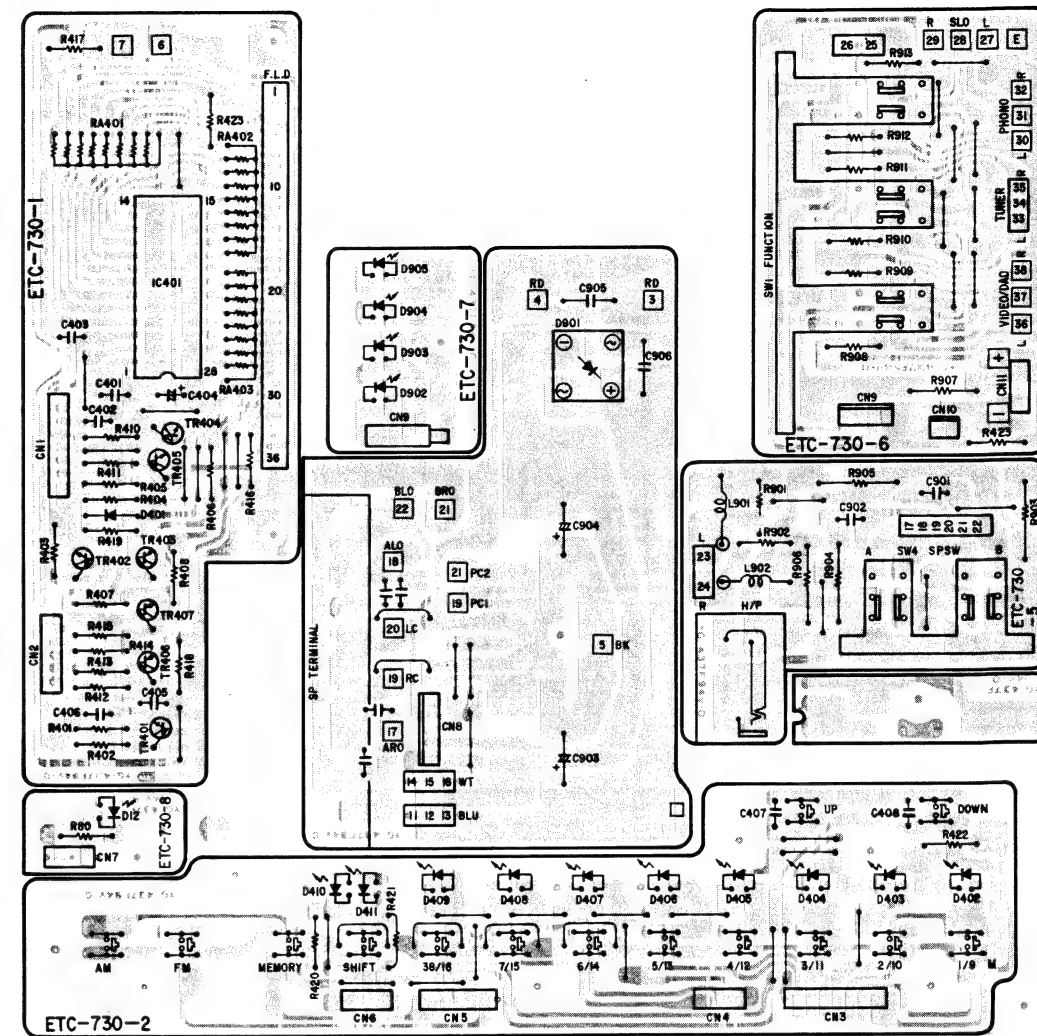 R417
7 6
F.L.D
1
R423
RA401
RA402
10
14 15
ETC-730-1
IC401
20
C403
1 28
RA403
C401
C404
30
C402
TR404
R410
CN1
TR405
36
R411
R405
R404
R406
R416
D401
R419
R403
TR403
TR402
R408
R407
TR407
R414
TR406
R413
R418
CN2
R412
C405
C406
R401
TR401
R402
D12
R80
CN7
ETC-730-8
D905
D904
D903
D902
ETC-730-7
CN9
RD
4
C905
RD
3
D901
C906
BLO
22
BRO
21
C904
ALO
18
21 PC2
19 PC1
20 LC
5 BK
SP TERMINAL
19 RC
17
ARO
CN8
C903
14 15 16 WT
11 12 13 BLU
R SLO L
29 28 27 E
26 25
R913
32 R
31
30 L
PHONO
R912
R911
35 R
34
33 L
TUNER
SW1 FUNCTION
R910
R909
38 R
37
36 L
VIDEO/DAD
R908
R907
CN9
CN10
CN11
R423
ETC-730-6
R905
R901
C901
L901
C902
R903
17 18 19 20 21 22
L
23
R902
24
L902
R
R906
R904
A SW4 SPSW B
H/P
ETC-730-5
C407
UP
C408
DOWN
R422
D410
D411
R421
D409
D408
D407
D406
D405
D404
D403
D402
AM
FM
MEMORY
R420
SHIFT
38/16
7/15
6/14
5/13
4/12
3/11
2/10
1/9
M
CN6
CN5
CN4
CN3
ETC-730-2